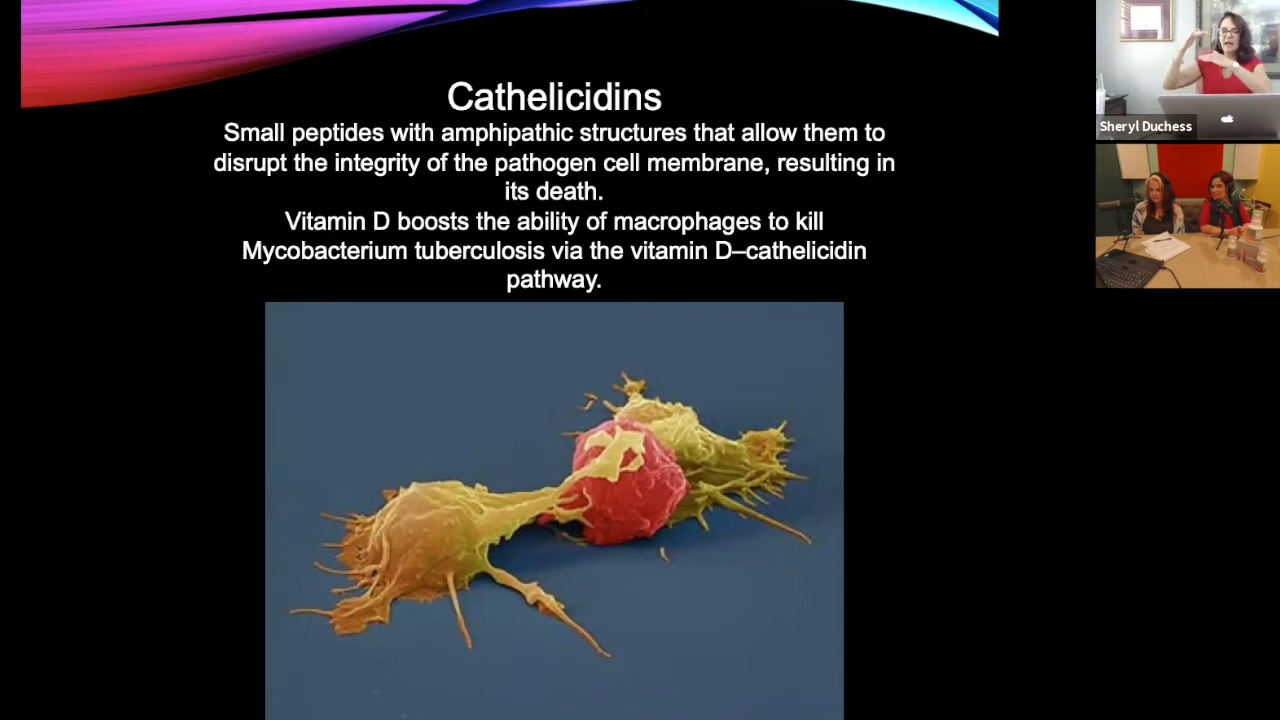 Cathelicidins
Small peptides with amphipathic structures that allow them to
disrupt the integrity of the pathogen cell membrane, resulting in
its death.
Vitamin D boosts the ability of macrophages to kill
Mycobacterium tuberculosis via the vitamin D–cathelicidin
pathway.
Sheryl Duchess